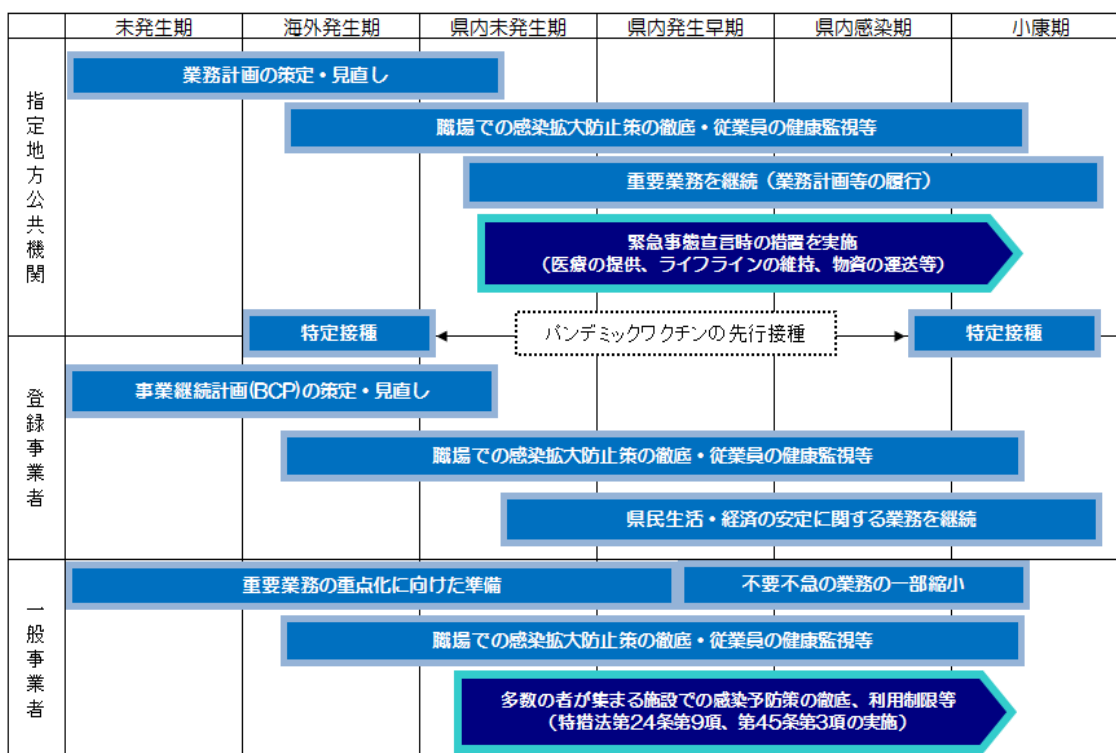 未発生期 海外発生期 県内未発生期 県内発生早期 県内感染期 小康期
指定地方公共機関
業務計画の策定・見直し
職場での感染拡大防止策の徹底・従業員の健康監視等
重要業務を継続（業務計画等の履行）
緊急事態宣言時の措置を実施
（医療の提供、ライフラインの維持、物資の運送等）
特定接種 パンデミックワクチンの先行接種 特定接種
登録事業者
事業継続計画(BCP)の策定・見直し
職場での感染拡大防止策の徹底・従業員の健康監視等
県民生活・経済の安定に関する業務を継続
一般事業者
重要業務の重点化に向けた準備 不要不急の業務の一部縮小
職場での感染拡大防止策の徹底・従業員の健康監視等
多数の者が集まる施設での感染予防策の徹底、利用制限等
（特措法第24条第9項、第45条第3項の実施）